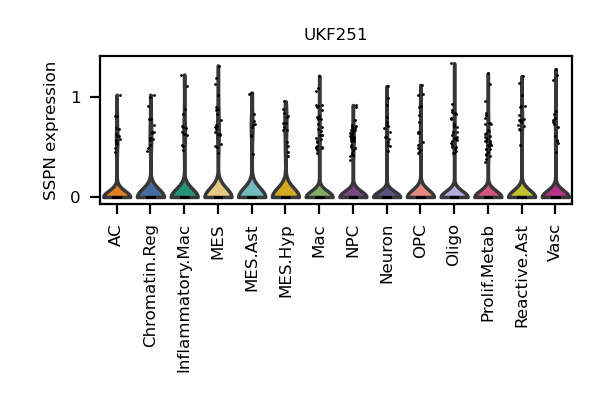 UKF251
SSPN expression
1
0
AC
Chromatin.Reg
Inflammatory.Mac
MES
MES.Ast
MES.Hyp
Mac
NPC
Neuron
OPC
Oligo
Prolif.Metab
Reactive.Ast
Vasc